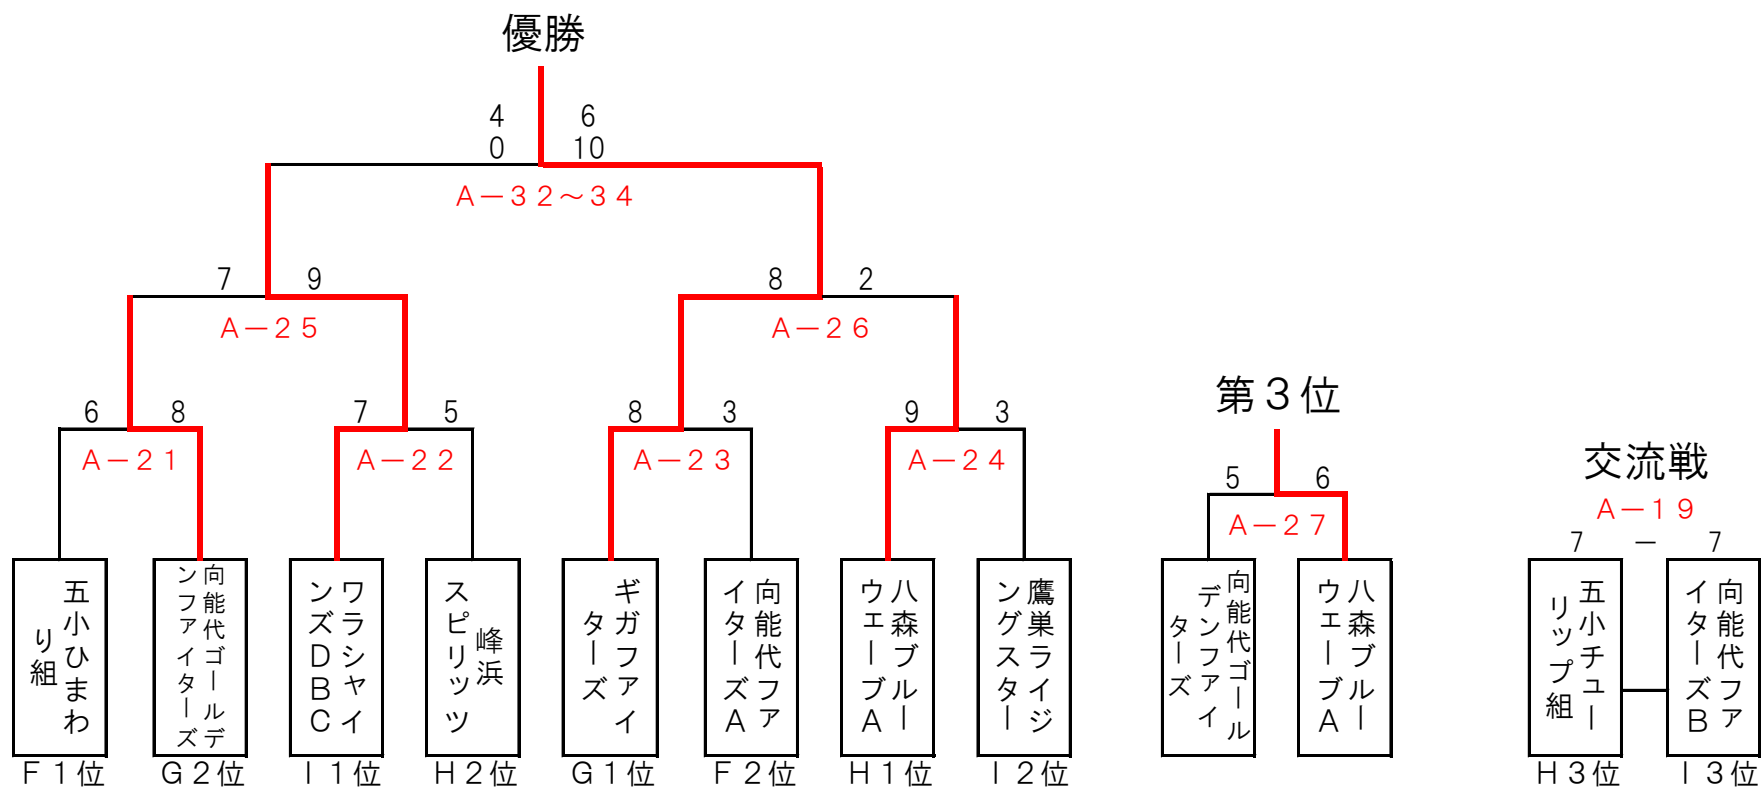 優勝
4 6
0 10
A－32～34
7 9
8 2
A－25
A－26
第３位
6 8
7 5
8 3
9 3
A－21
A－22
A－23
A－24
交流戦
5 6
A－27
A－19
7 － 7
五小ひまわ
り組
向能代ゴールデ
ンファイターズ
ワラシャイ
ンズＤＢＣ
峰浜
スピリッツ
ギガファイ
ターズ
向能代ファ
イターズＡ
八森ブルー
ウェーブＡ
鷹巣ライジ
ングスター
向能代ゴール
デンファイ
ターズ
八森ブルー
ウェーブＡ
五小チュー
リップ組
向能代ファ
イターズＢ
Ｆ１位
Ｇ２位
Ｉ１位
Ｈ２位
Ｇ１位
Ｆ２位
Ｈ１位
Ｉ２位
Ｈ３位
Ｉ３位